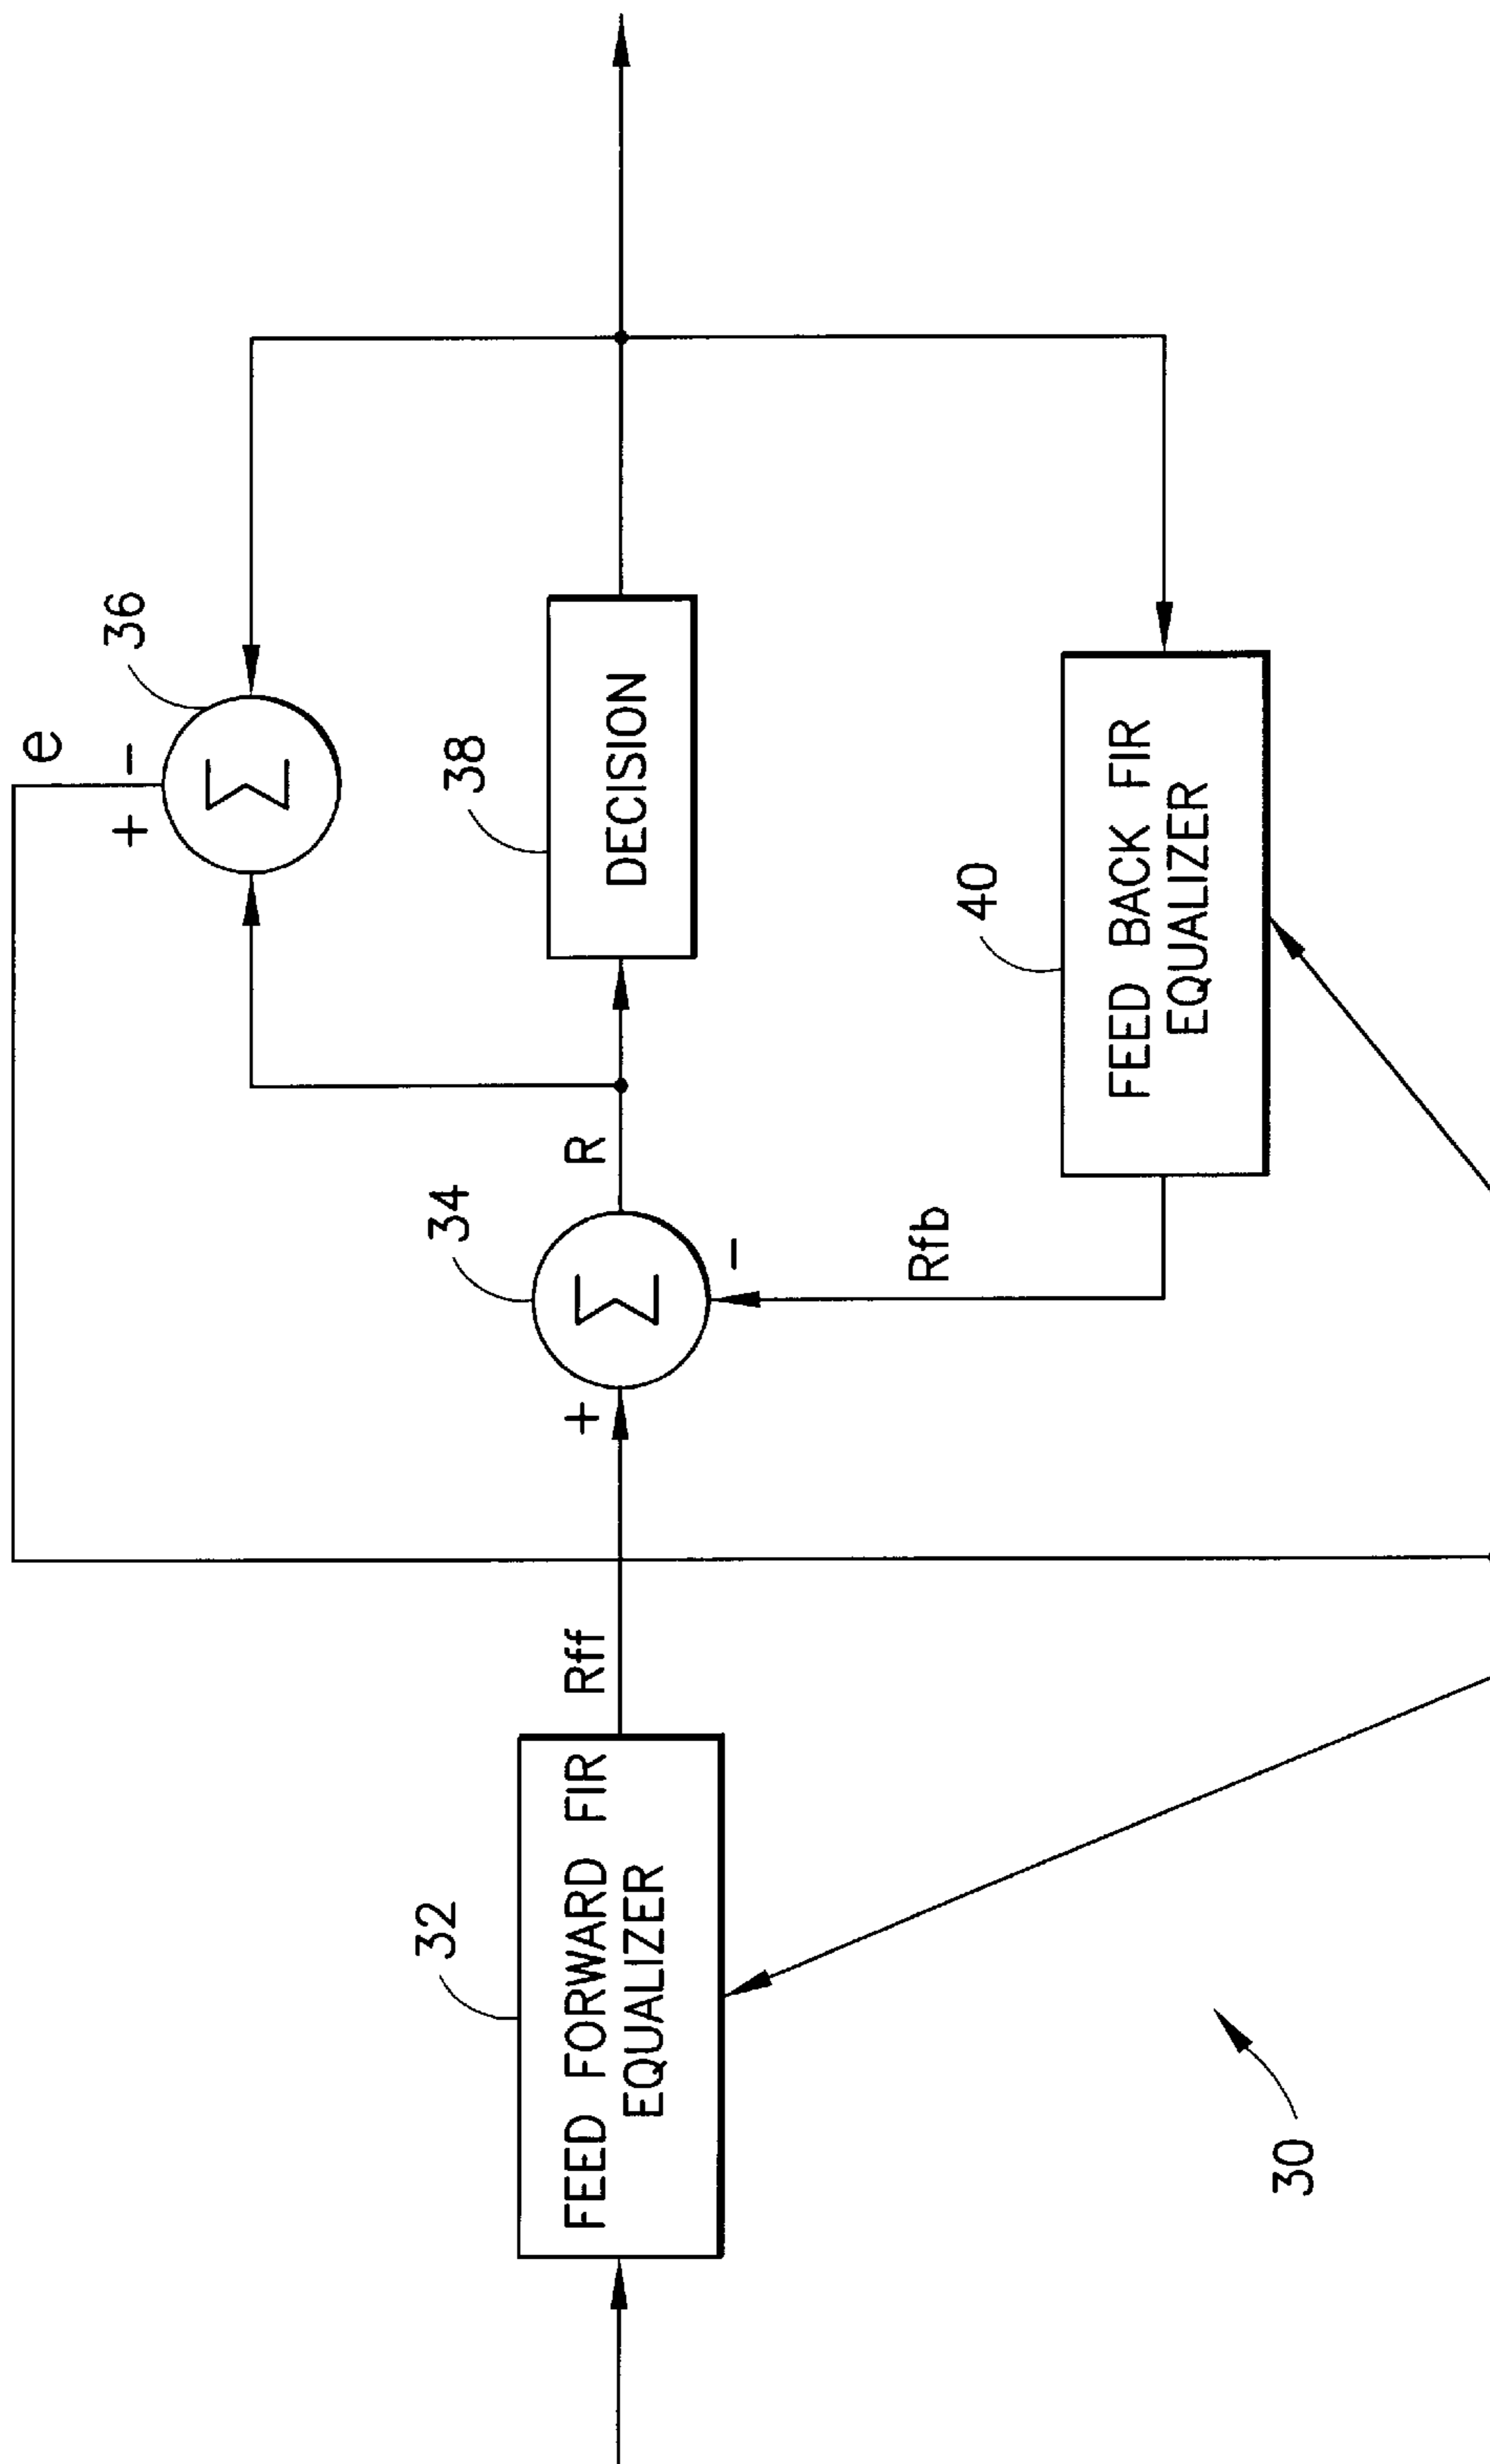 e
36
+ -
Σ
38
DECISION
34
R
Σ
+
-
32
FEED FORWARD FIR
EQUALIZER
Rff
Rfb
40
FEED BACK FIR
EQUALIZER
30